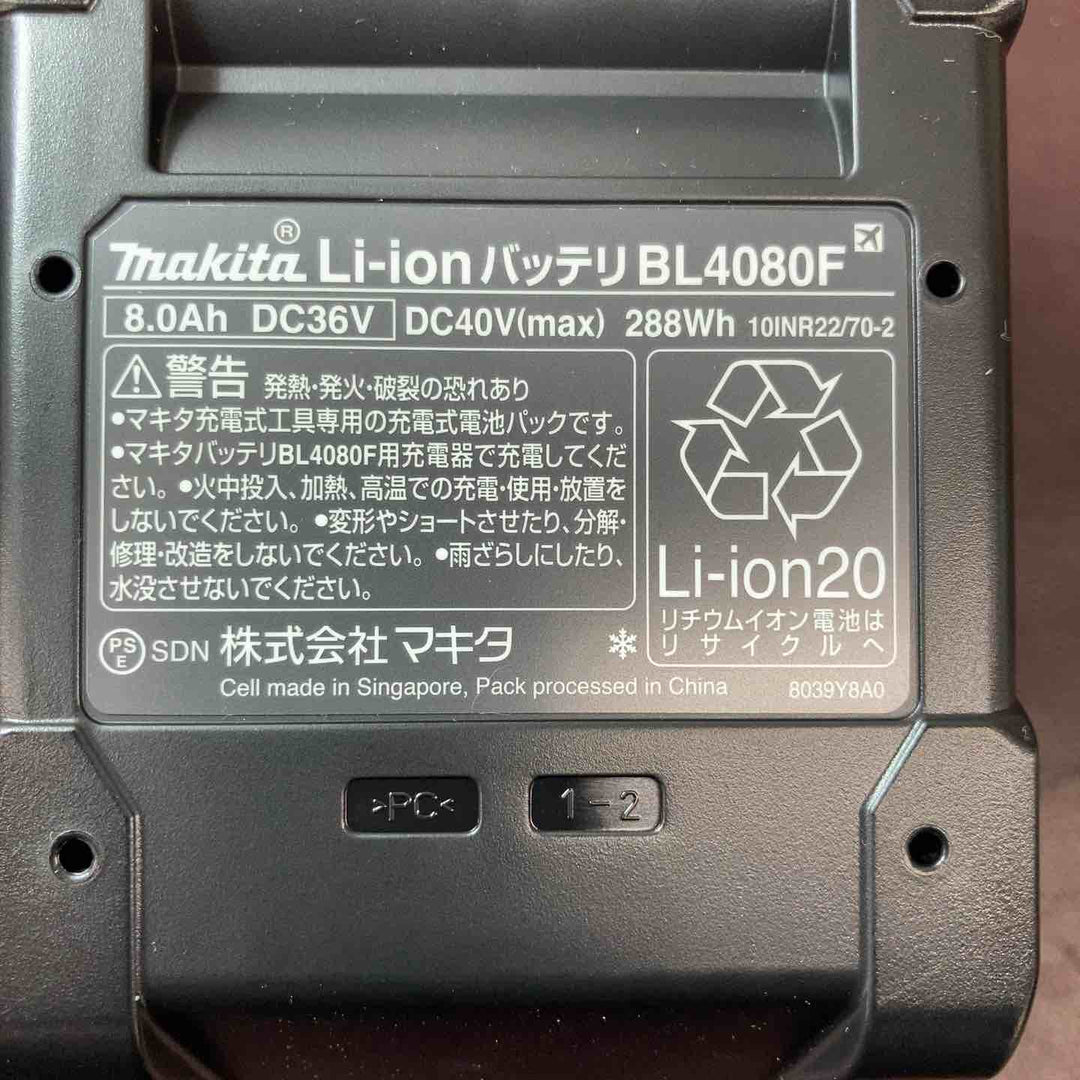 makita® Li-ion バッテリ BL4080F
8.0Ah DC36V DC40V(max) 288Wh 10INR22/70-2
警告 発熱・発火・破裂の恐れあり
●マキタ充電式工具専用の充電式電池パックです。
●マキタバッテリBL4080F用充電器で充電してくだ
さい。●火中投入、加熱、高温での充電・使用・放置を
しないでください。●変形やショートさせたり、分解・
修理・改造をしないでください。●雨ざらしにしたり、
水没させないでください。
Li-ion20
リチウムイオン電池は
リサイクルへ
PS
E
SDN 株式会社 マキタ
Cell made in Singapore, Pack processed in China 8039Y8A0
>PC< 1-2